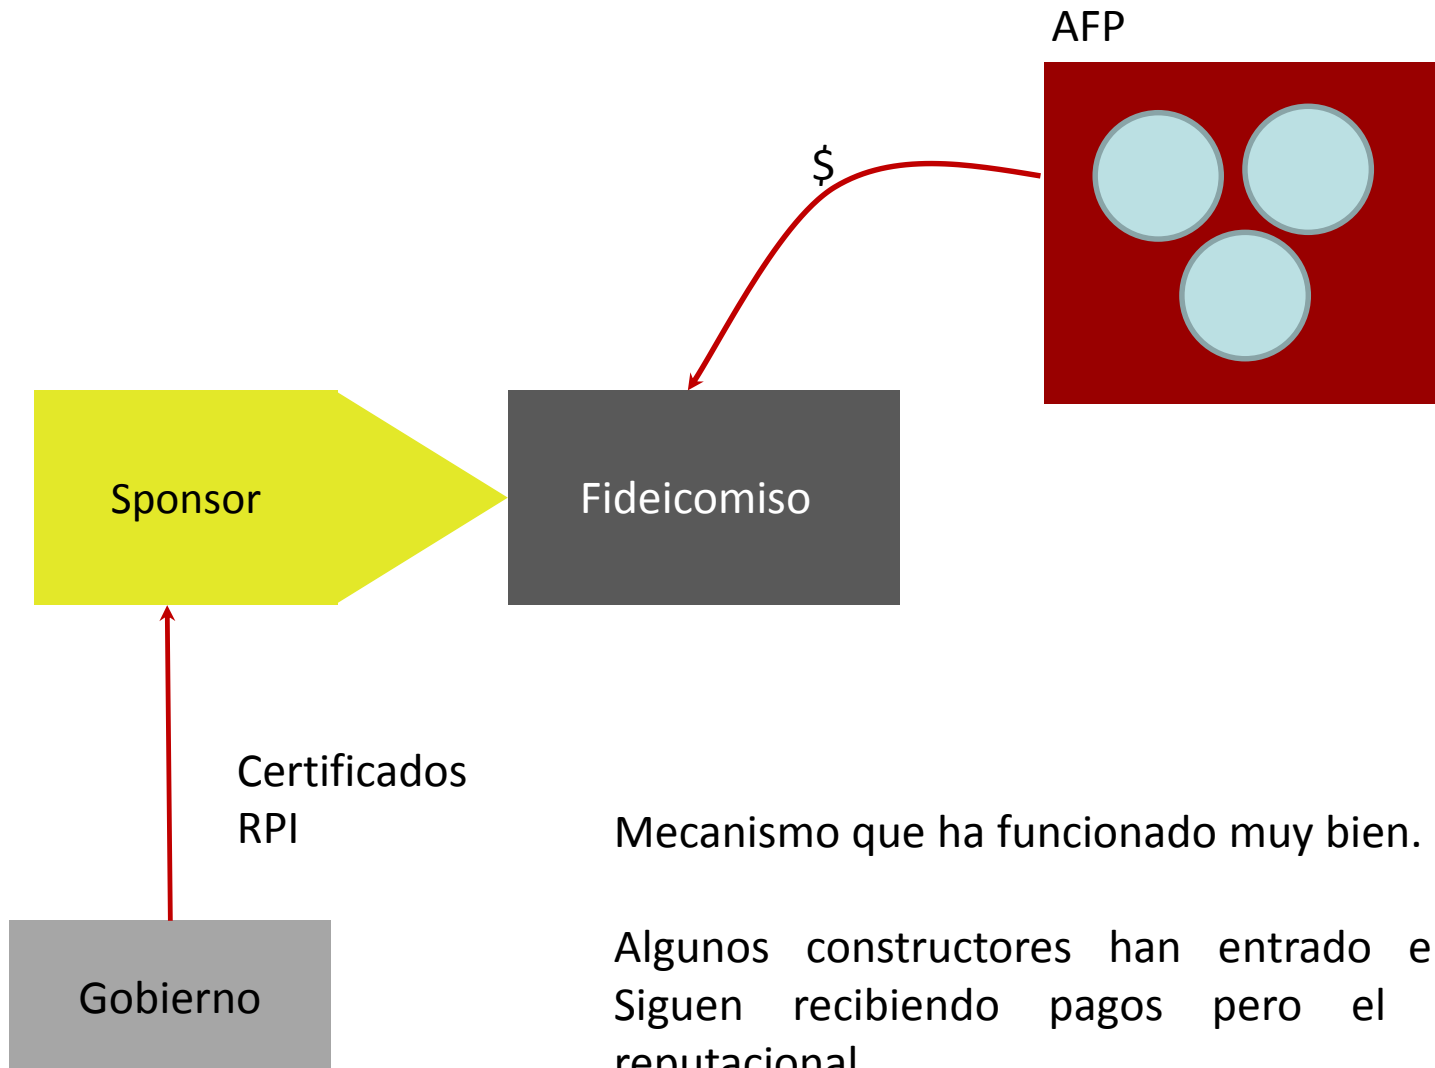 AFP
$
Sponsor
Fideicomiso
Certificados
RPI
Mecanismo que ha funcionado muy bien.
Algunos constructores han entrado e
Siguen recibiendo pagos pero el
reputacional
Gobierno